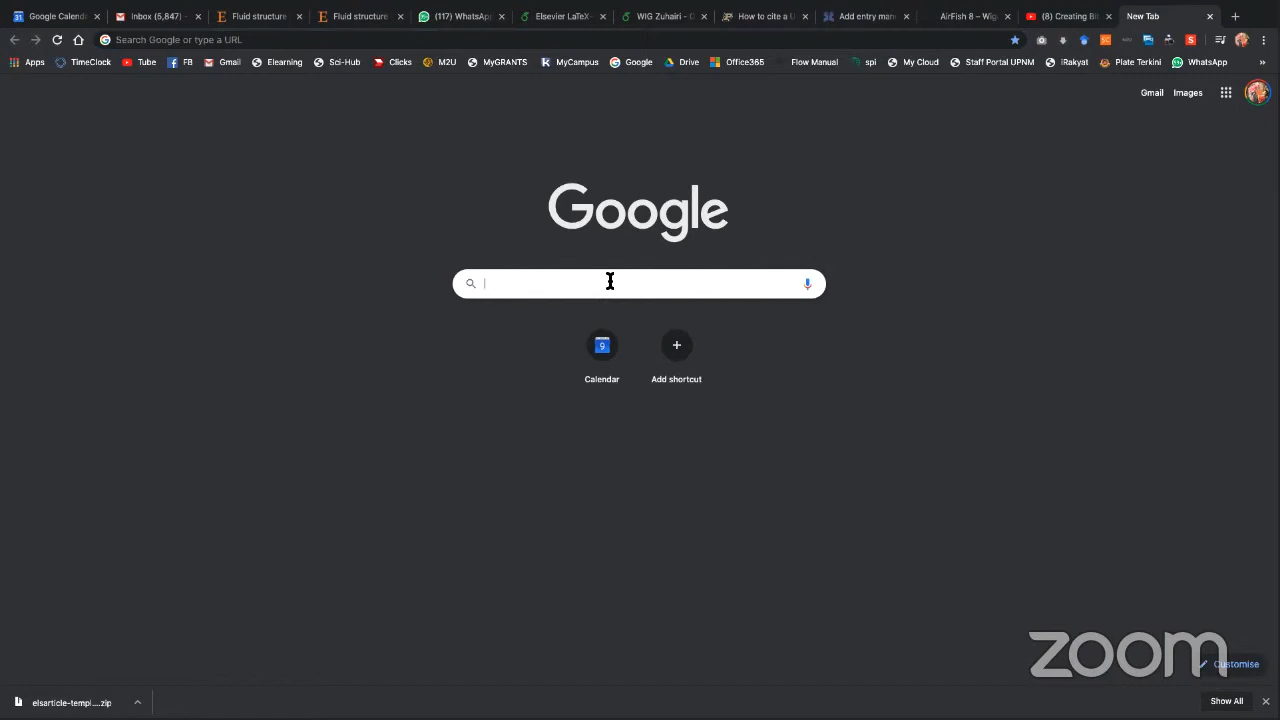 Google Calend
Inbox (5,847) -
Fluid structure
Fluid structure
(117) WhatsApp
Elsevier LaTeX-
WIG Zuhairi - O
How to cite a U
Add entry man
AirFish 8 – Wig
(8) Creating Bi
New Tab
Search Google or type a URL
Apps
TimeClock
Tube
FB
Gmail
Elearning
Sci-Hub
Clicks
M2U
MyGRANTS
MyCampus
Google
Drive
Office365
Flow Manual
spi
My Cloud
Staff Portal UPNM
iRakyat
Plate Terkini
WhatsApp
»
Gmail
Images
Google
9
Calendar
Add shortcut
zoom
Customise
elsarticle-templ....zip
Show All